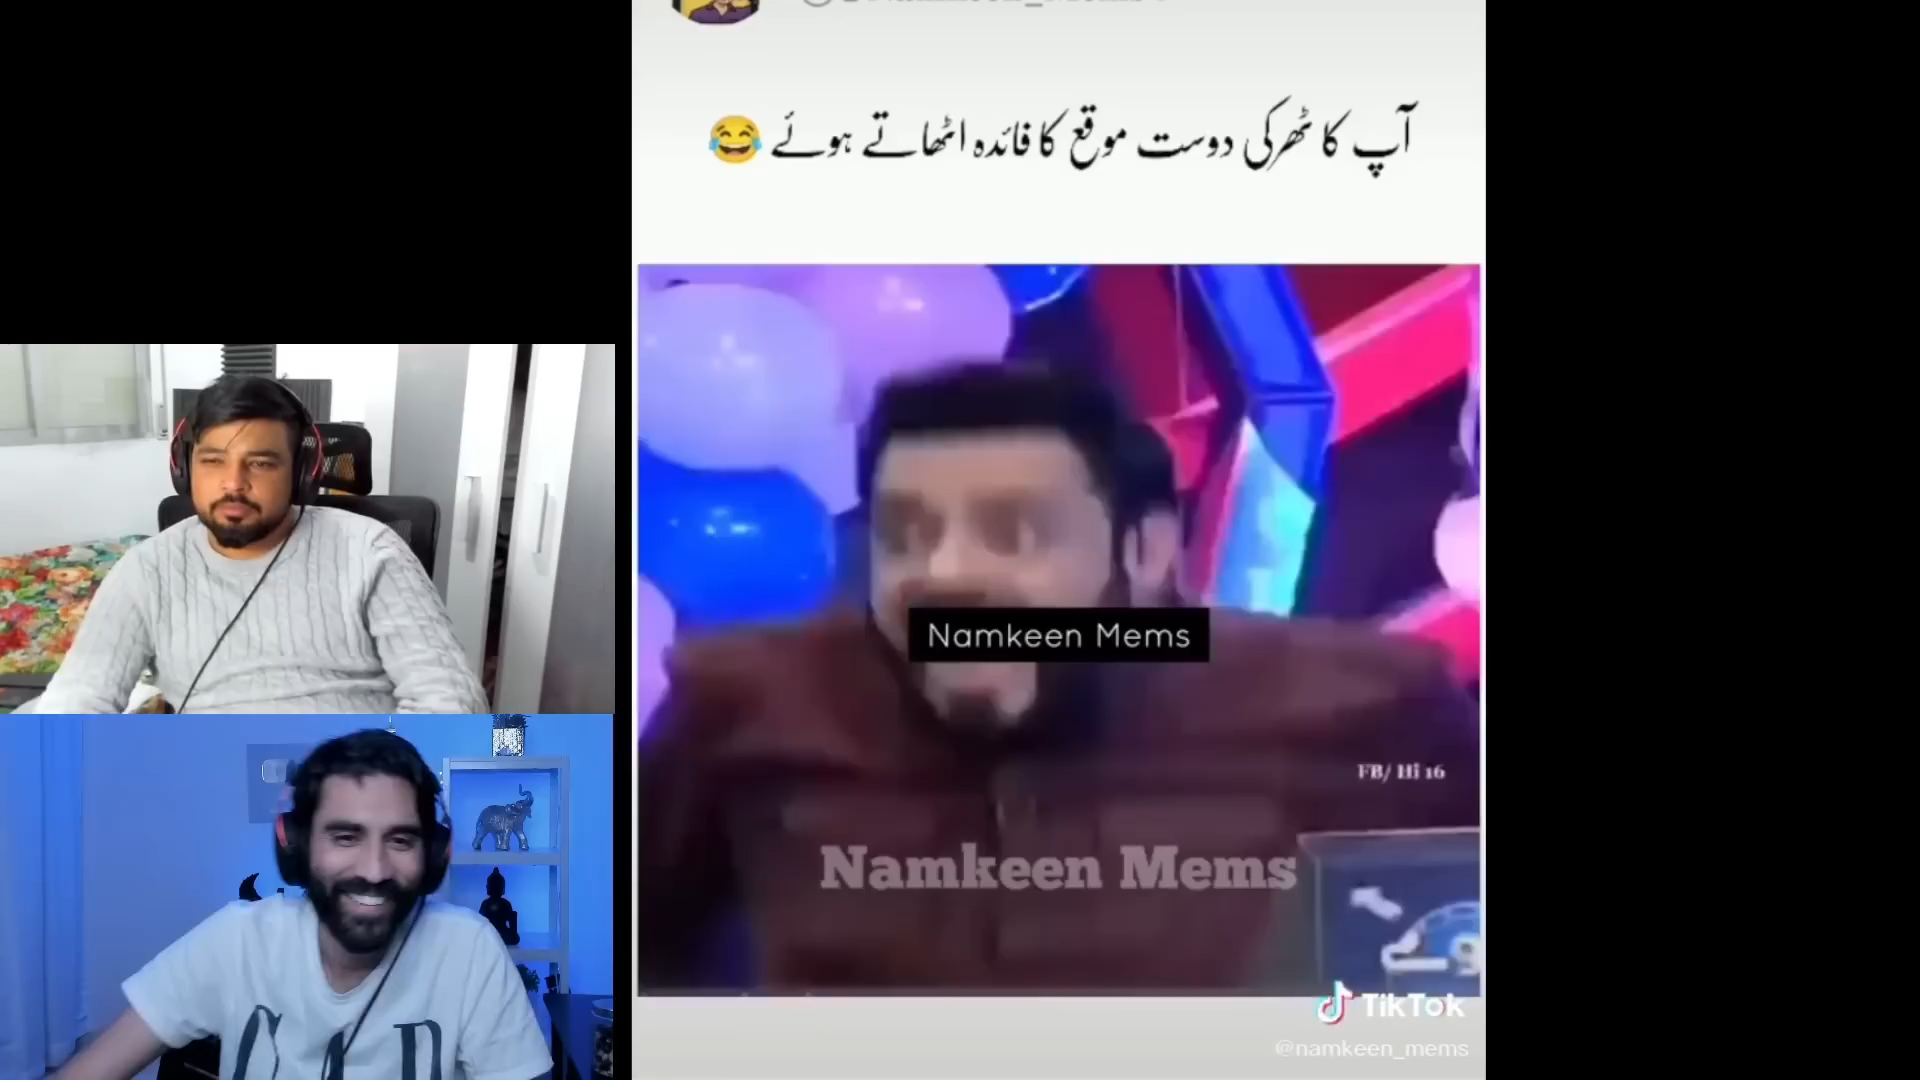 آپ کا ٹھرکی دوست موقع کا فائدہ اٹھاتے ہوئے 😂
Namkeen Mems
FB/ Hi 16
Namkeen Mems
TikTok
@namkeen_mems